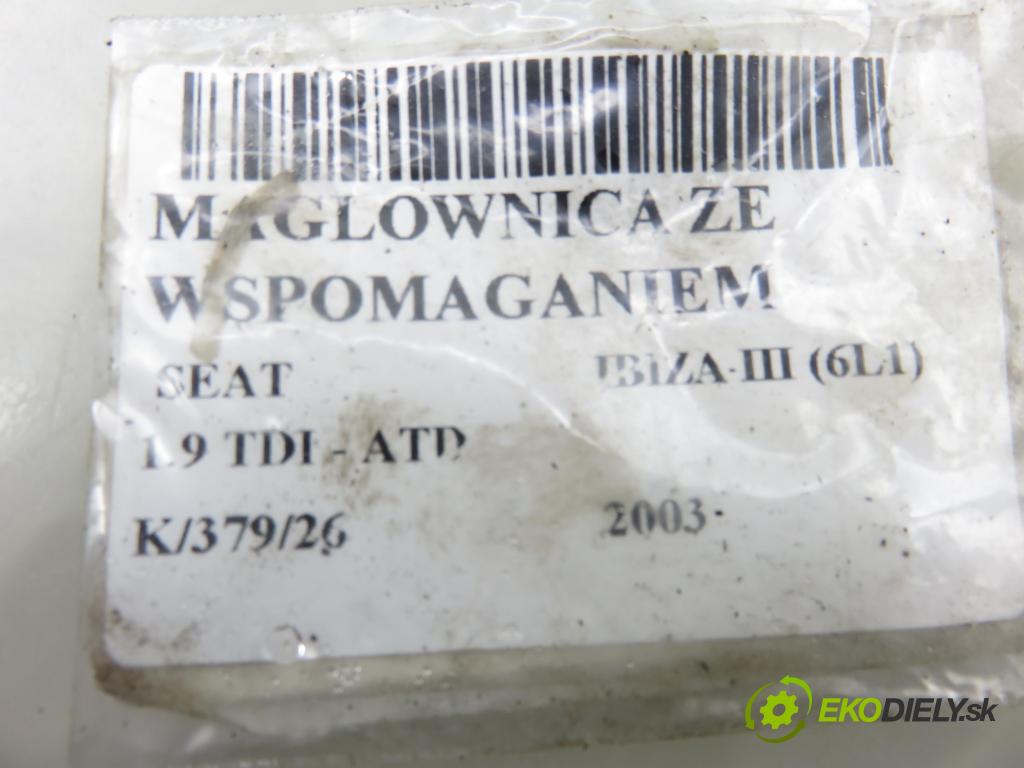 MAGLOWNICA ZE
WSPOMAGANIEM
SEAT IBIZA III (6L1)
1.9 TDI - ATD
K/379/26 2003-
EKODIELY.sk